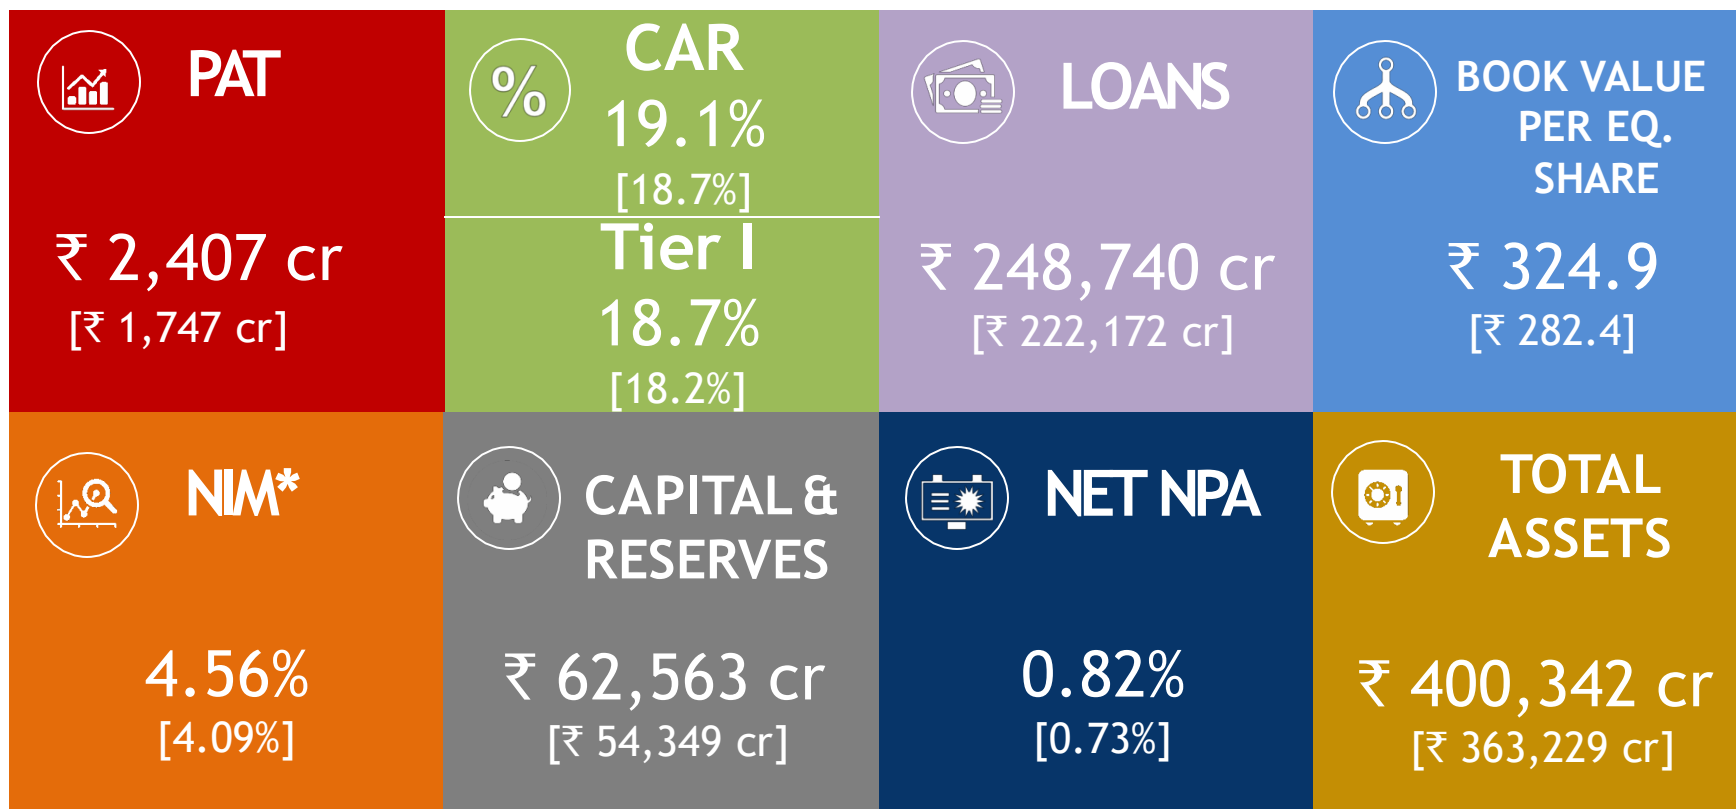 PAT
₹ 2,407 cr
[₹ 1,747 cr]
CAR
19.1%
[18.7%]
Tier I
18.7%
[18.2%]
LOANS
₹ 248,740 cr
[₹ 222,172 cr]
BOOK VALUE
PER EQ.
SHARE
₹ 324.9
[₹ 282.4]
NIM*
4.56%
[4.09%]
CAPITAL &
RESERVES
₹ 62,563 cr
[₹ 54,349 cr]
NET NPA
0.82%
[0.73%]
TOTAL
ASSETS
₹ 400,342 cr
[₹ 363,229 cr]